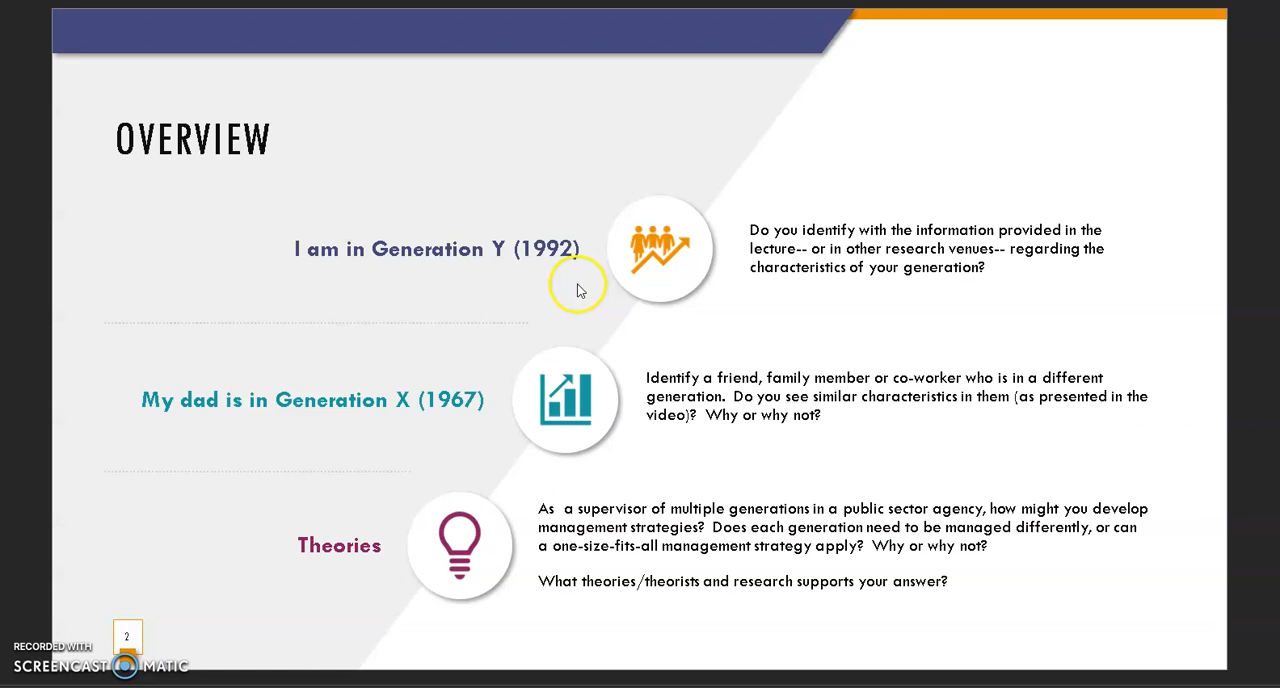 OVERVIEW
I am in Generation Y (1992)
Do you identify with the information provided in the
lecture-- or in other research venues-- regarding the
characteristics of your generation?
My dad is in Generation X (1967)
Identify a friend, family member or co-worker who is in a different
generation.  Do you see similar characteristics in them (as presented in the
video)?  Why or why not?
Theories
As  a supervisor of multiple generations in a public sector agency, how might you develop
management strategies?  Does each generation need to be managed differently, or can
a one-size-fits-all management strategy apply?  Why or why not?
What theories/theorists and research supports your answer?
2
RECORDED WITH
SCREENCAST MATIC